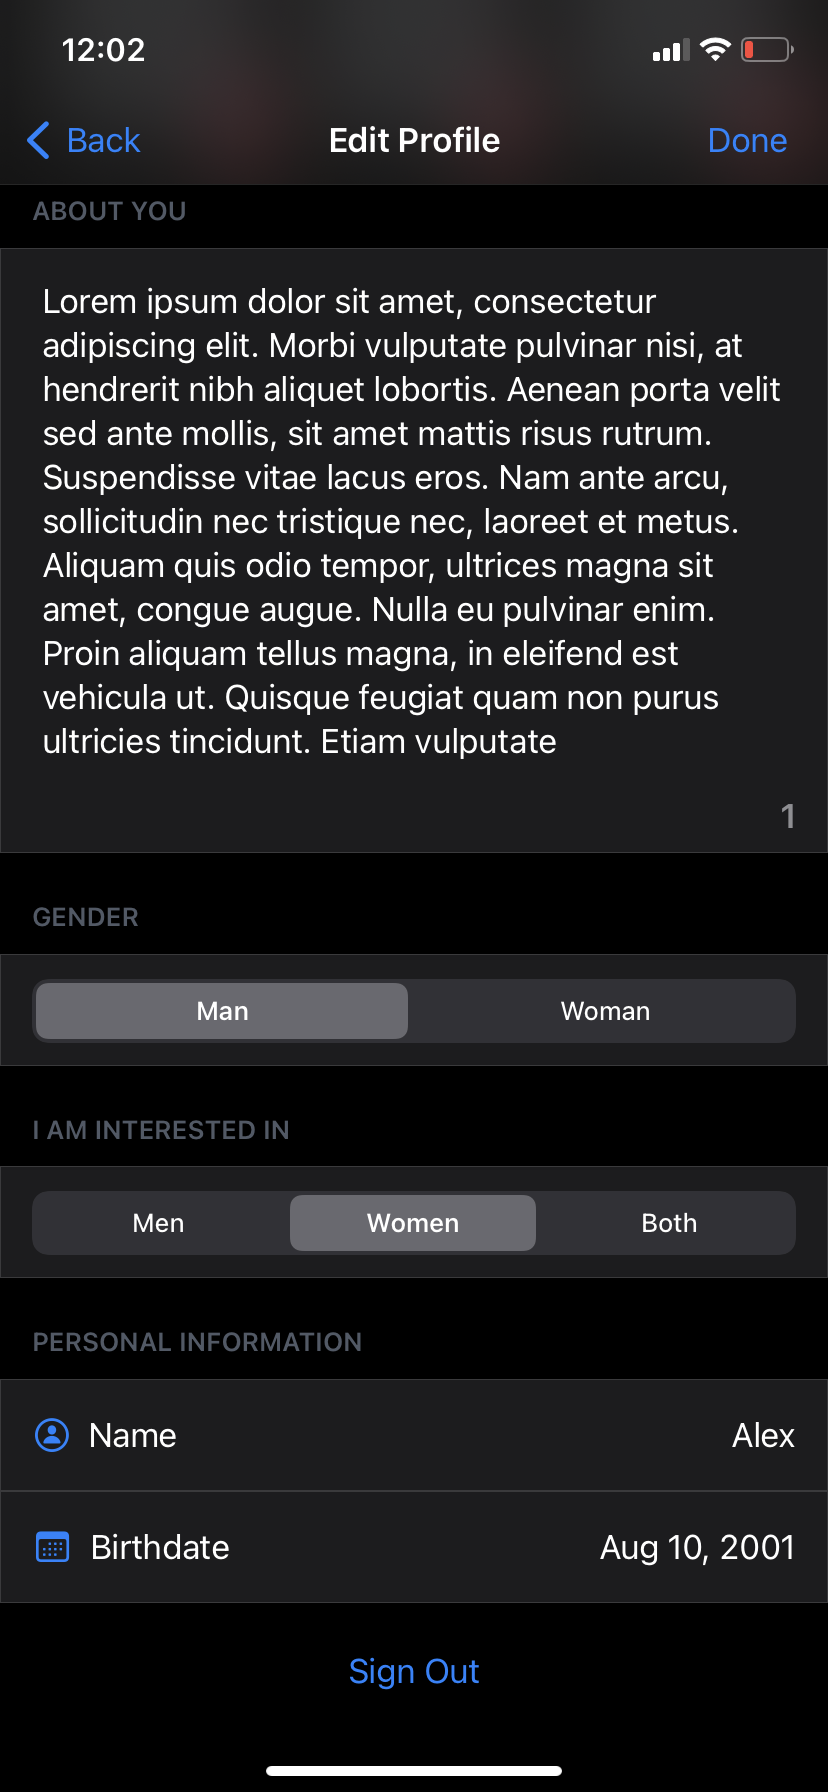 12:02
Back
Edit Profile
Done
ABOUT YOU
Lorem ipsum dolor sit amet, consectetur
adipiscing elit. Morbi vulputate pulvinar nisi, at
hendrerit nibh aliquet lobortis. Aenean porta velit
sed ante mollis, sit amet mattis risus rutrum.
Suspendisse vitae lacus eros. Nam ante arcu,
sollicitudin nec tristique nec, laoreet et metus.
Aliquam quis odio tempor, ultrices magna sit
amet, congue augue. Nulla eu pulvinar enim.
Proin aliquam tellus magna, in eleifend est
vehicula ut. Quisque feugiat quam non purus
ultricies tincidunt. Etiam vulputate
1
GENDER
Man
Woman
I AM INTERESTED IN
Men
Women
Both
PERSONAL INFORMATION
Name
Alex
Birthdate
Aug 10, 2001
Sign Out